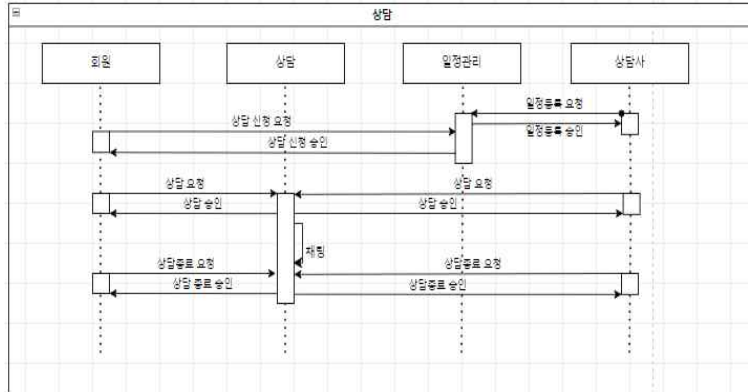 상담
회원
상담
일정관리
상담사
일정등록 요청
상담 신청 요청
일정등록 승인
상담 신청 승인
상담 요청
상담 요청
상담 승인
상담 승인
채팅
상담종료 요청
상담종료 요청
상담 종료 승인
상담종료 승인